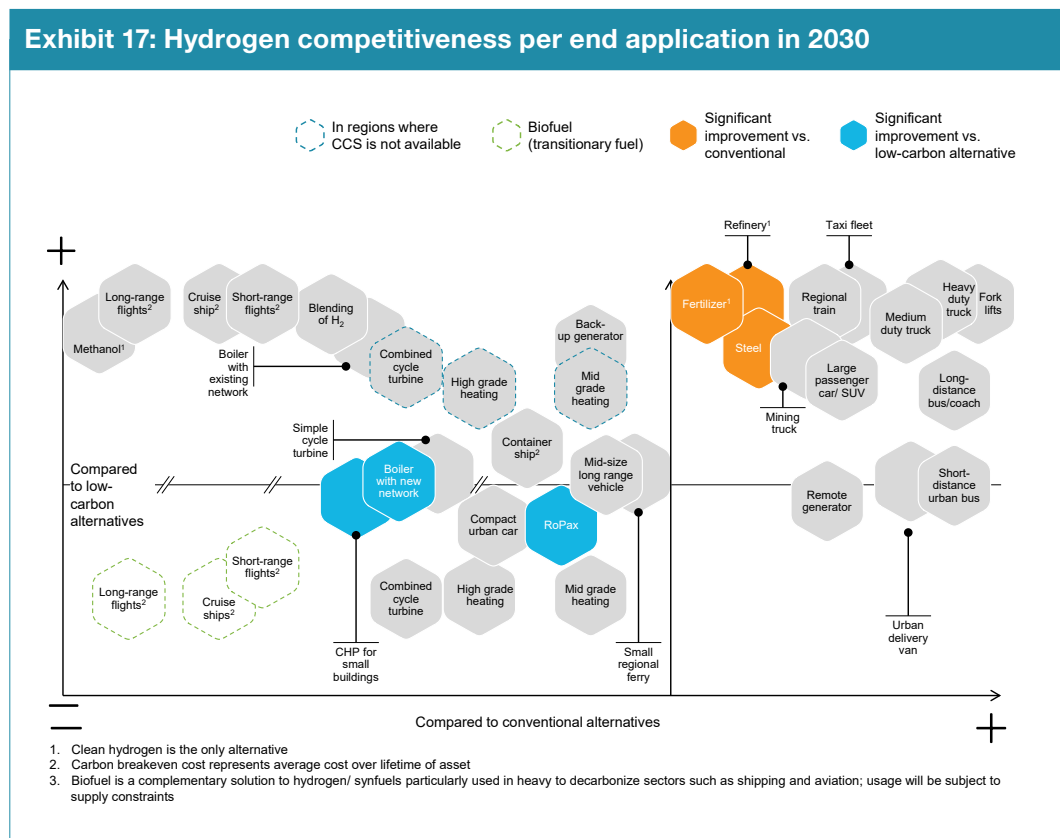 Exhibit 17: Hydrogen competitiveness per end application in 2030
In regions where
CCS is not available
Biofuel
(transitionary fuel)
Significant
improvement vs.
conventional
Significant
improvement vs.
low-carbon alternative
Refinery¹
Taxi fleet
+
Long-range
flights²
Methanol¹
Cruise
ship²
Short-range
flights²
Blending
of H₂
Boiler
with
existing
network
Combined
cycle
turbine
High grade
heating
Back-
up generator
Mid
grade
heating
Fertilizer¹
Steel
Regional
train
Medium
duty truck
Heavy
duty
truck
Fork
lifts
Large
passenger
car/ SUV
Long-
distance
bus/coach
Mining
truck
Simple
cycle
turbine
Container
ship²
Compared
to low-
carbon
alternatives
Boiler
with new
network
Mid-size
long range
vehicle
Compact
urban car
RoPax
Remote
generator
Short-
distance
urban bus
Long-range
flights²
Cruise
ships²
Short-range
flights²
Combined
cycle
turbine
High grade
heating
Mid grade
heating
CHP for
small
buildings
Small
regional
ferry
Urban
delivery
van
Compared to conventional alternatives
+
1. Clean hydrogen is the only alternative
2. Carbon breakeven cost represents average cost over lifetime of asset
3. Biofuel is a complementary solution to hydrogen/ synfuels particularly used in heavy to decarbonize sectors such as shipping and aviation; usage will be subject to
supply constraints